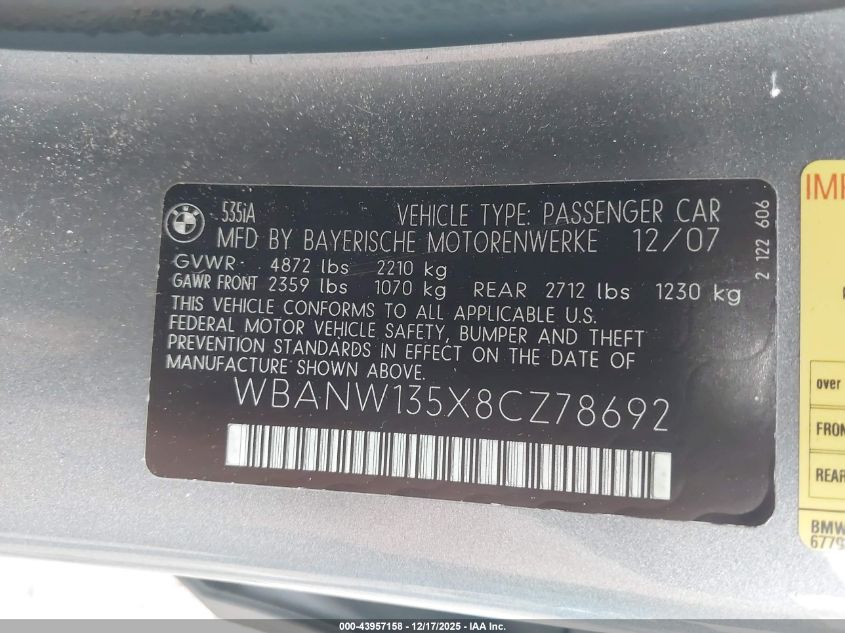 535iA VEHICLE TYPE: PASSENGER CAR
MFD BY BAYERISCHE MOTORENWERKE 12/07
GVWR- 4872 lbs 2210 kg
GAWR FRONT 2359 lbs 1070 kg REAR 2712 lbs 1230 kg
THIS VEHICLE CONFORMS TO ALL APPLICABLE U.S.
FEDERAL MOTOR VEHICLE SAFETY, BUMPER AND THEFT
PREVENTION STANDARDS IN EFFECT ON THE DATE OF
MANUFACTURE SHOWN ABOVE.
WBANW135X8CZ78692
2 122 606
over
FRON
REAR
BMW
6779
000-43957158 - 12/17/2025 - IAA Inc.